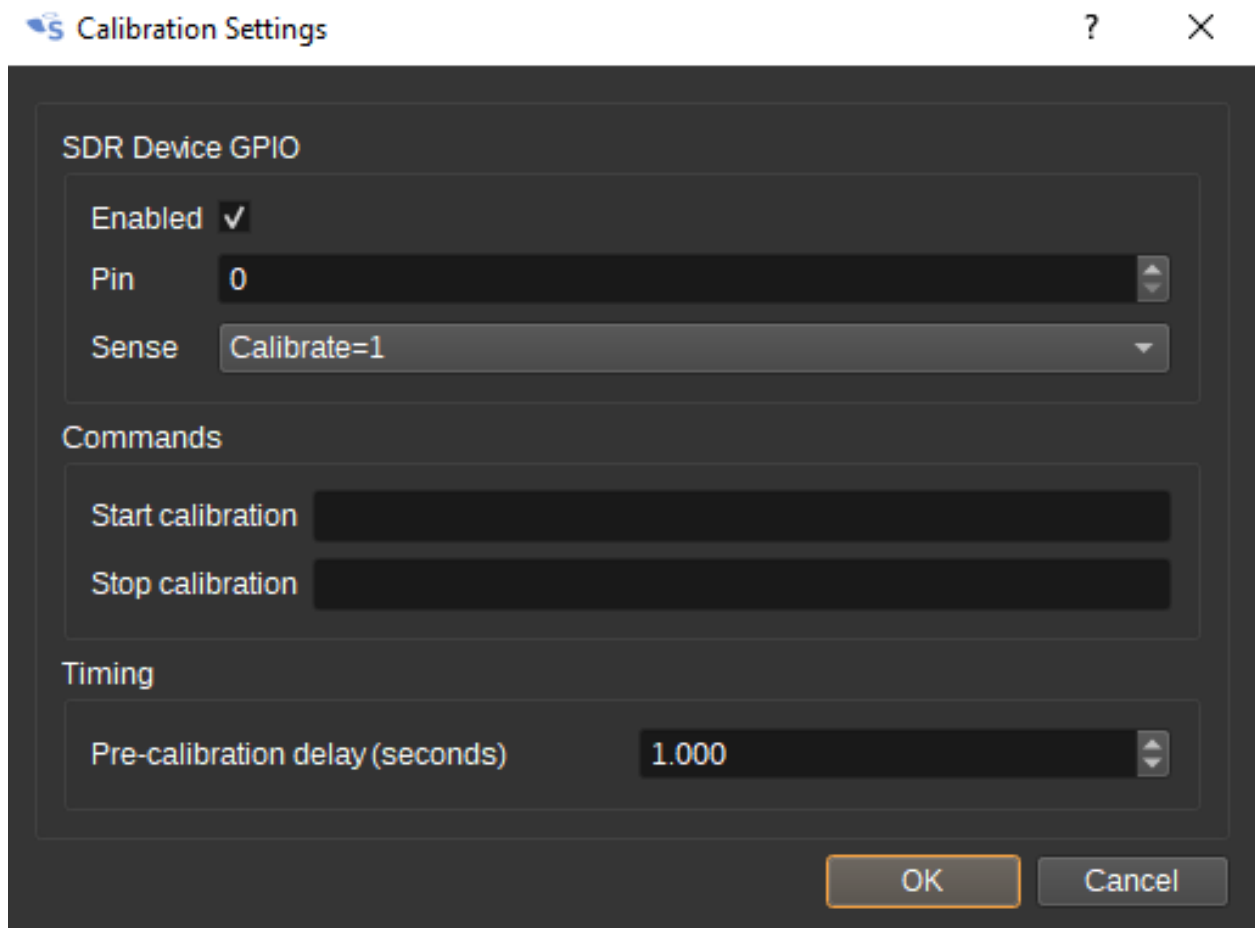 Calibration Settings ?
SDR Device GPIO
Enabled
Pin 0
Sense Calibrate=1
Commands
Start calibration
Stop calibration
Timing
Pre-calibration delay (seconds) 1.000
OK Cancel